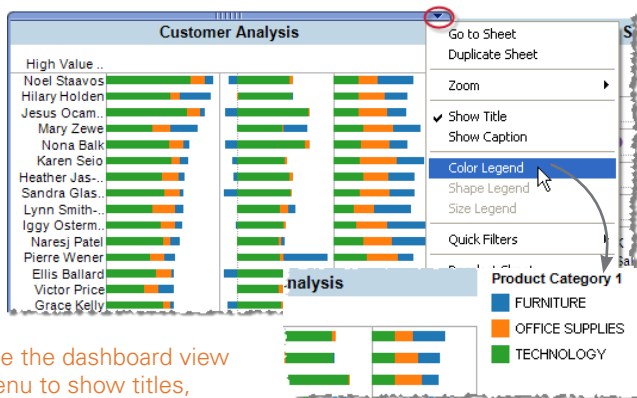 Customer Analysis
S
High Value ..
Noel Staavos
Hilary Holden
Jesus Ocam..
Mary Zewe
Nona Balk
Karen Seio
Heather Jas-..
Sandra Glas..
Lynn Smith-..
Iggy Osterm..
Naresj Patel
Pierre Wener
Ellis Ballard
Victor Price
Grace Kelly
Go to Sheet
Duplicate Sheet
Zoom
Show Title
Show Caption
Color Legend
Shape Legend
Size Legend
Quick Filters
nalysis
Product Category 1
FURNITURE
OFFICE SUPPLIES
TECHNOLOGY
e the dashboard view
enu to show titles,